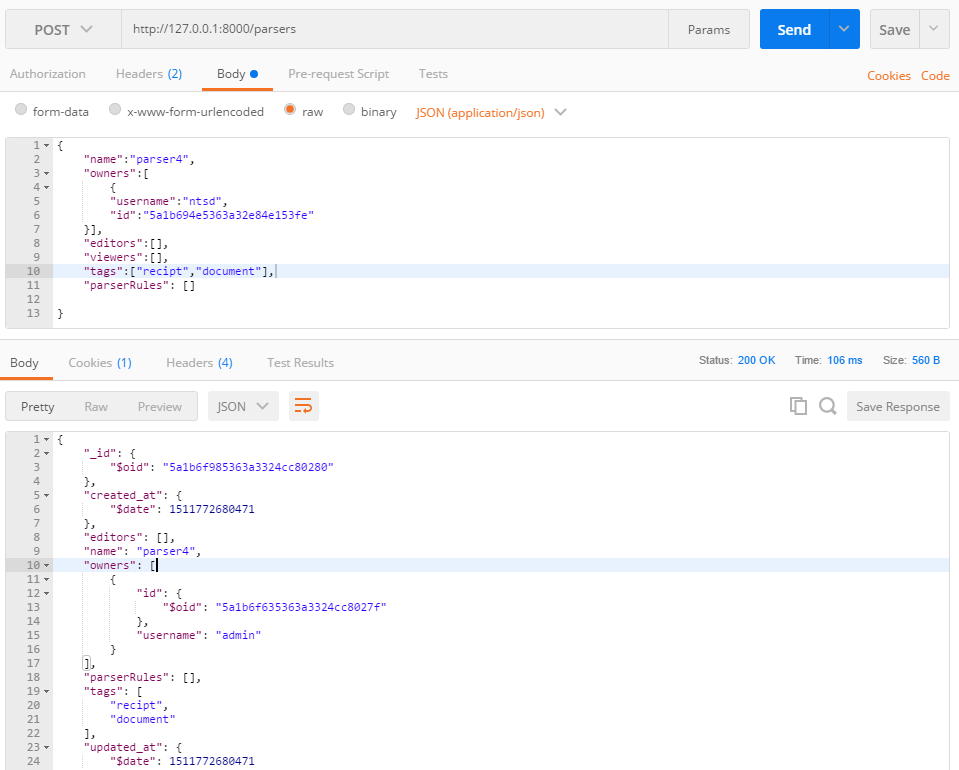 POST http://127.0.0.1:8000/parsers Params Send Save
Authorization Headers (2) Body Pre-request Script Tests Cookies Code
form-data x-www-form-urlencoded raw binary JSON (application/json)
1 {
2 "name":"parser4",
3 "owners":[
4 {
5 "username":"ntsd",
6 "id":"5a1b694e5363a32e84e153fe"
7 }],
8 "editors":[],
9 "viewers":[],
10 "tags":["recipt","document"],
11 "parserRules": []
12
13 }
Body Cookies (1) Headers (4) Test Results Status: 200 OK Time: 106 ms Size: 560 B
Pretty Raw Preview JSON Save Response
1 {
2 "_id": {
3 "$oid": "5a1b6f985363a3324cc80280"
4 },
5 "created_at": {
6 "$date": 1511772680471
7 },
8 "editors": [],
9 "name": "parser4",
10 "owners": [
11 {
12 "id": {
13 "$oid": "5a1b6f635363a3324cc8027f"
14 },
15 "username": "admin"
16 }
17 ],
18 "parserRules": [],
19 "tags": [
20 "recipt",
21 "document"
22 ],
23 "updated_at": {
24 "$date": 1511772680471